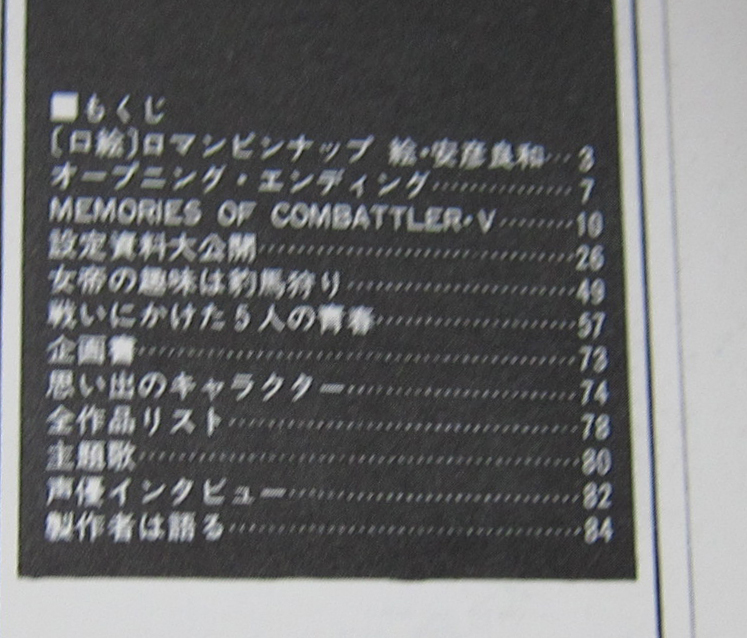 ■もくじ
〔口絵〕ロマンピンナップ 絵・安彦良和…3
オープニング・エンディング…7
MEMORIES OF COMBATTLER・V…10
設定資料大公開…26
女帝の趣味は豹馬狩り…49
戦いにかけた5人の青春…57
企画書…73
思い出のキャラクター…74
全作品リスト…78
主題歌…80
声優インタビュー…82
製作者は語る…84